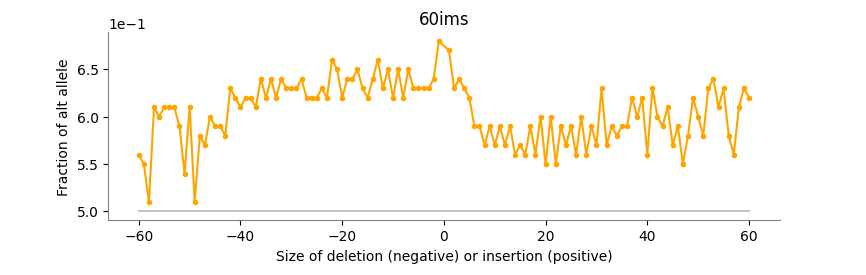 60ims
1e−1
6.5
6.0
5.5
5.0
Fraction of alt allele
−60 −40 −20 0 20 40 60
Size of deletion (negative) or insertion (positive)